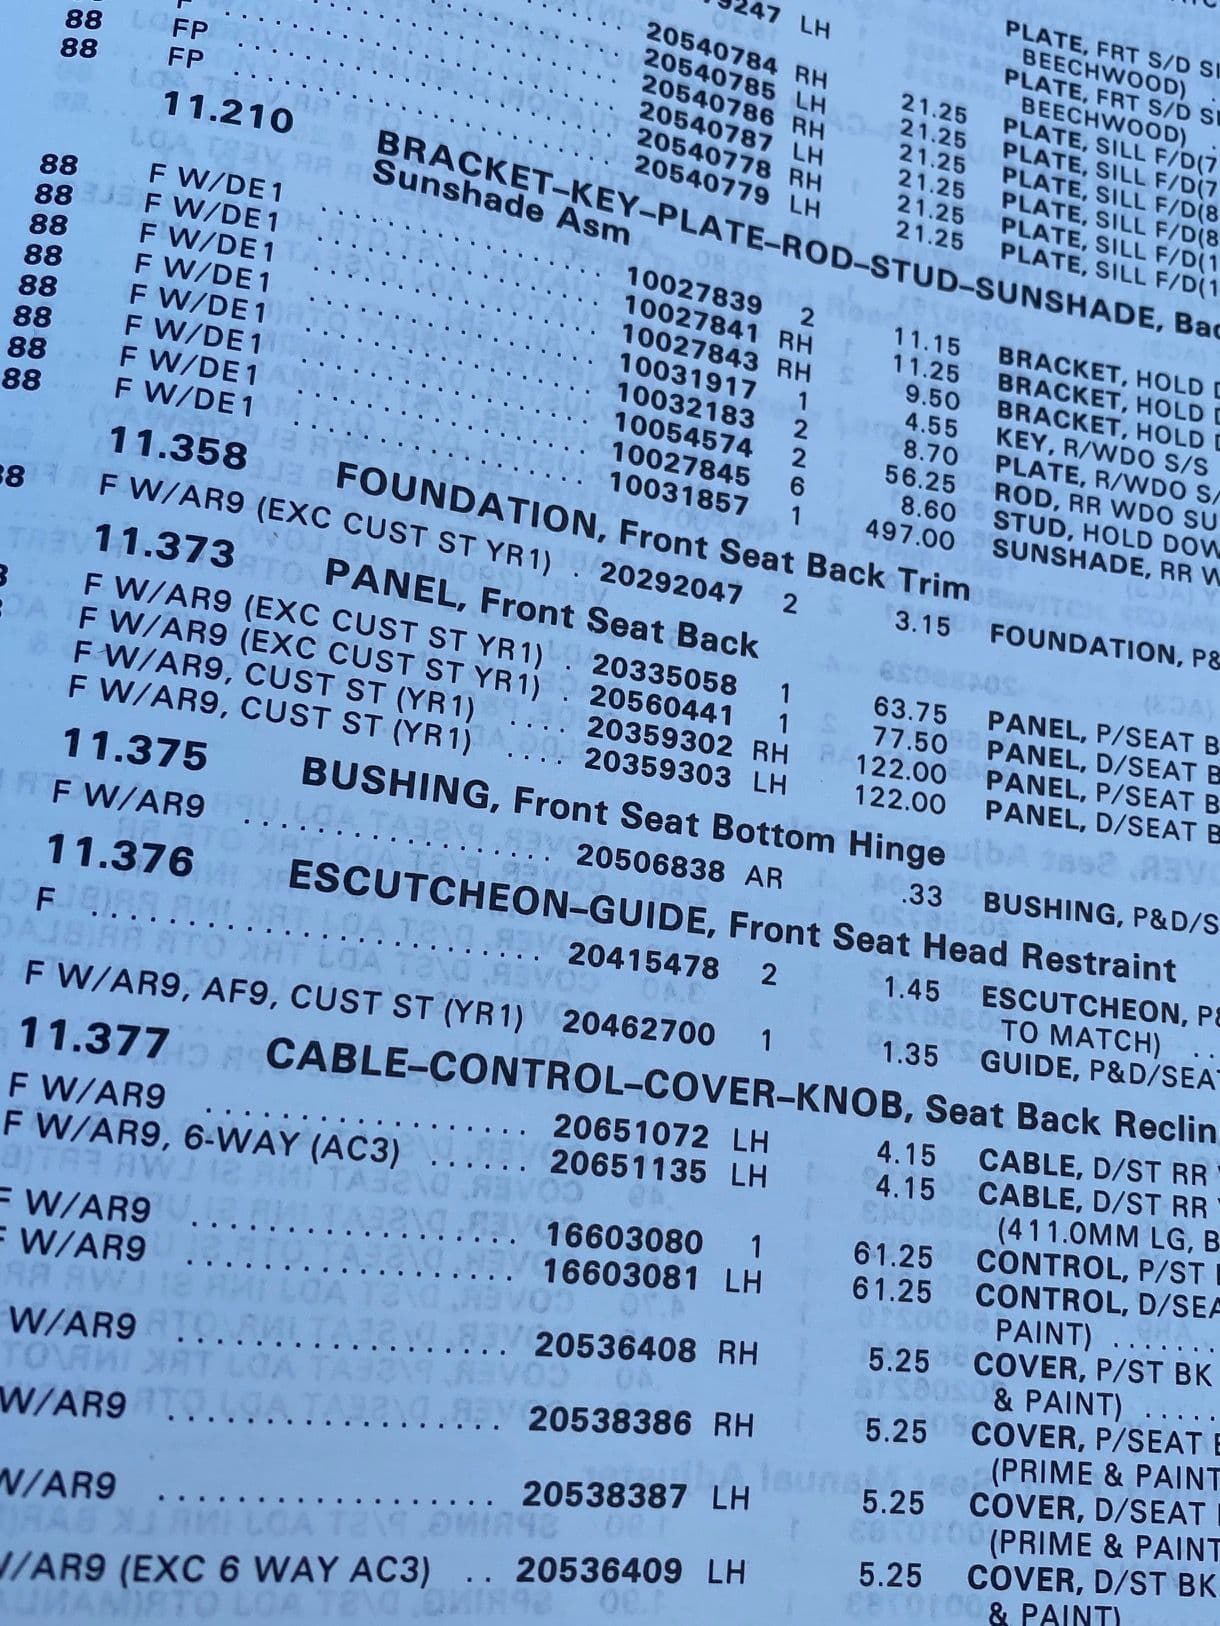 9247 LH PLATE, FRT S/D SI
BEECHWOOD) .
PLATE, FRT S/D SI
BEECHWOOD) .
20540784 RH 21.25 PLATE, SILL F/D(7
20540785 LH 21.25 PLATE, SILL F/D(7
20540786 RH 21.25 PLATE, SILL F/D(8
20540787 LH 21.25 PLATE, SILL F/D(8
88 FP .................... 20540778 RH 21.25 PLATE, SILL F/D(1
88 FP .................... 20540779 LH 21.25 PLATE, SILL F/D(1
11.210 BRACKET–KEY–PLATE–ROD–STUD–SUNSHADE, Bac
Sunshade Asm
88 F W/DE1 ................ 10027839 2 11.15 BRACKET, HOLD D
88 F W/DE1 ................ 10027841 RH 11.25 BRACKET, HOLD D
88 F W/DE1 ................ 10027843 RH 9.50 BRACKET, HOLD D
88 F W/DE1 ................ 10031917 1 4.55 KEY, R/WDO S/S
88 F W/DE1 ................ 10032183 2 8.70 PLATE, R/WDO S/
88 F W/DE1 ................ 10054574 2 56.25 ROD, RR WDO SU
88 F W/DE1 ................ 10027845 6 8.60 STUD, HOLD DOW
88 F W/DE1 ................ 10031857 1 497.00 SUNSHADE, RR W
11.358 FOUNDATION, Front Seat Back Trim
88 F W/AR9 (EXC CUST ST YR1) . 20292047 2 3.15 FOUNDATION, P&
11.373 PANEL, Front Seat Back
F W/AR9 (EXC CUST ST YR1) . 20335058 1 63.75 PANEL, P/SEAT B
F W/AR9 (EXC CUST ST YR1) . 20560441 1 77.50 PANEL, D/SEAT B
F W/AR9, CUST ST (YR1) .... 20359302 RH 122.00 PANEL, P/SEAT B
F W/AR9, CUST ST (YR1) .... 20359303 LH 122.00 PANEL, D/SEAT B
11.375 BUSHING, Front Seat Bottom Hinge
F W/AR9 ................ 20506838 AR .33 BUSHING, P&D/S
11.376 ESCUTCHEON–GUIDE, Front Seat Head Restraint
F ........................ 20415478 2 1.45 ESCUTCHEON, P&
TO MATCH) ...
F W/AR9, AF9, CUST ST (YR1) 20462700 1 1.35 GUIDE, P&D/SEAT
11.377 CABLE–CONTROL–COVER–KNOB, Seat Back Reclin
F W/AR9 ................. 20651072 LH 4.15 CABLE, D/ST RR
F W/AR9, 6-WAY (AC3) ...... 20651135 LH 4.15 CABLE, D/ST RR
(411.0MM LG, B
F W/AR9 ................. 16603080 1 61.25 CONTROL, P/ST
F W/AR9 ................. 16603081 LH 61.25 CONTROL, D/SEA
PAINT) ........
W/AR9 ................. 20536408 RH 5.25 COVER, P/ST BK
& PAINT) .....
W/AR9 ................. 20538386 RH 5.25 COVER, P/SEAT
(PRIME & PAINT
W/AR9 ................. 20538387 LH 5.25 COVER, D/SEAT
(PRIME & PAINT
W/AR9 (EXC 6 WAY AC3) .. 20536409 LH 5.25 COVER, D/ST BK
& PAINT)